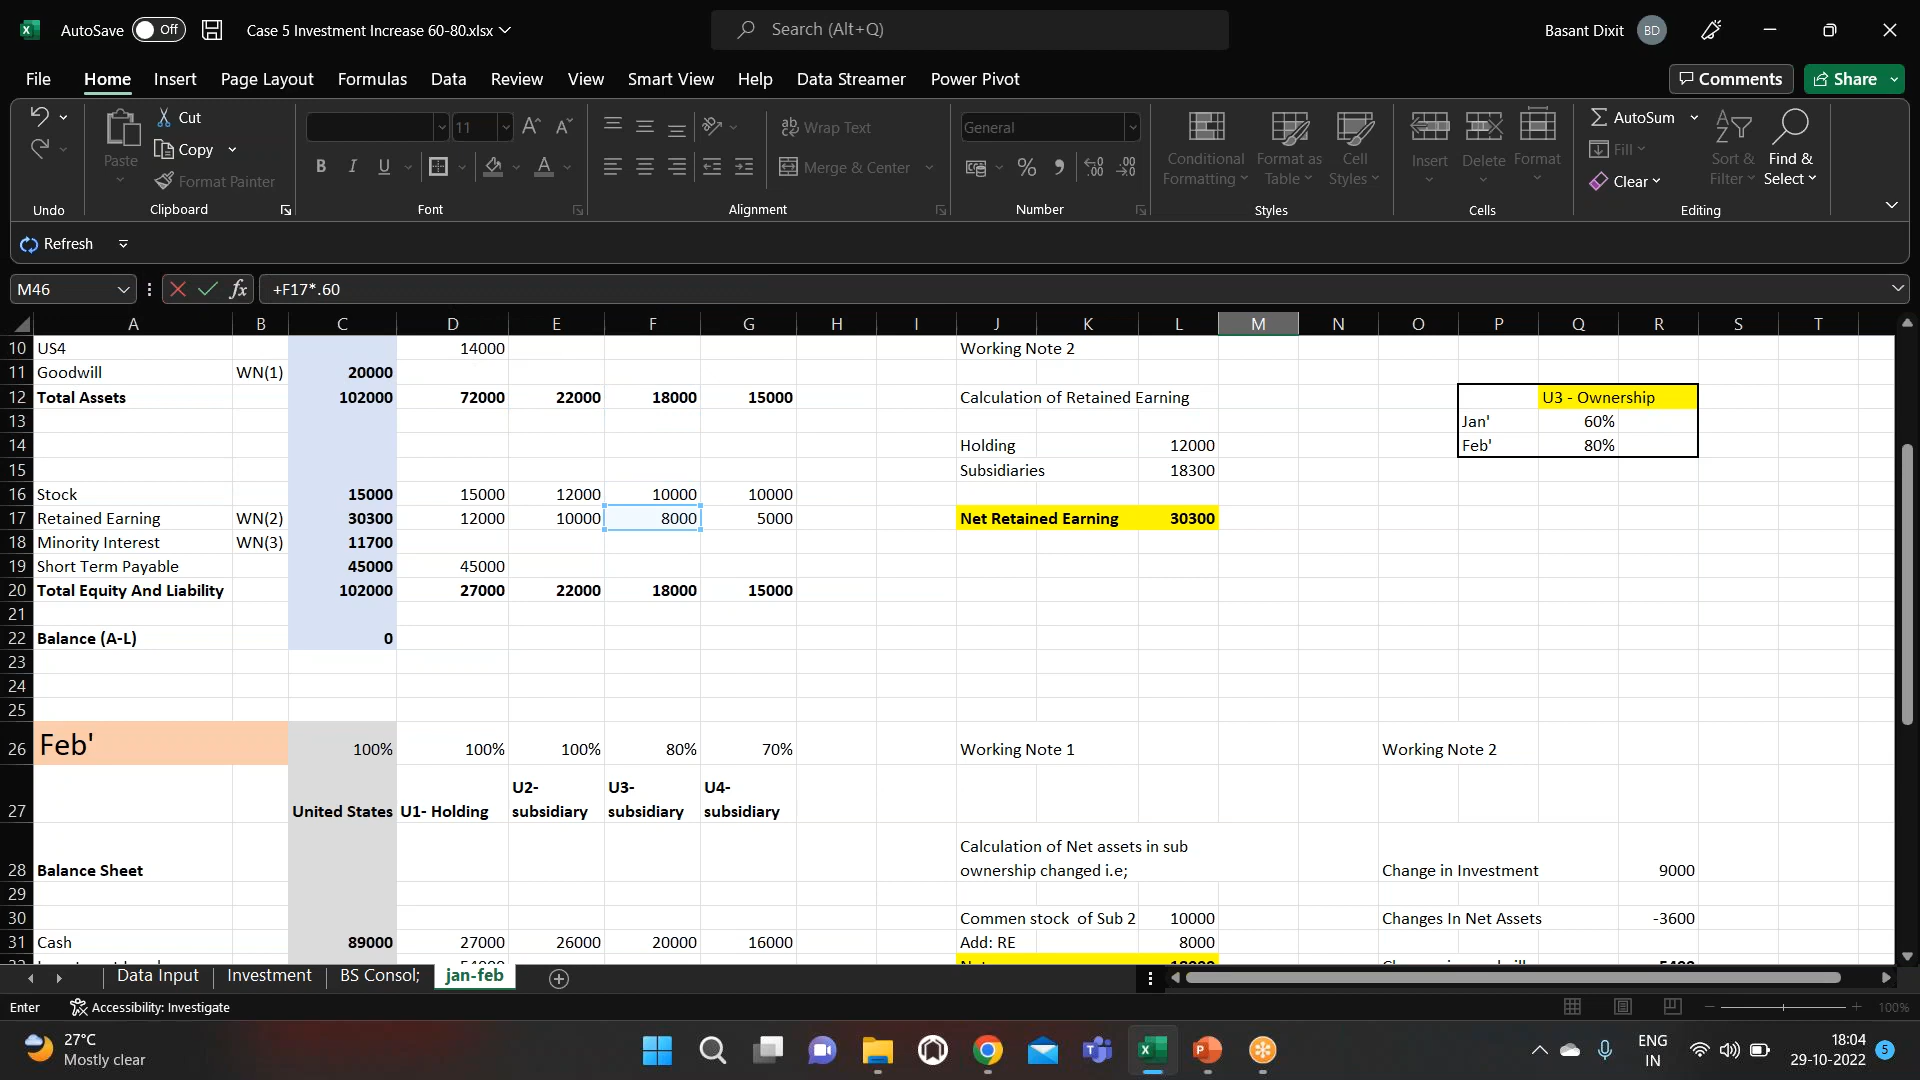 AutoSave Off Case 5 Investment Increase 60-80.xlsx Search (Alt+Q) Basant Dixit BD
File Home Insert Page Layout Formulas Data Review View Smart View Help Data Streamer Power Pivot Comments Share
Paste Cut Copy Format Painter
11 Wrap Text Merge & Center General
Conditional Formatting Format as Table Cell Styles Insert Delete Format AutoSum Fill Clear Sort & Filter Find & Select
Undo Clipboard Font Alignment Number Styles Cells Editing
Refresh
M46 fx +F17*.60
A B C D E F G H I J K L M N O P Q R S T
10 US4 14000 Working Note 2
11 Goodwill WN(1) 20000
12 Total Assets 102000 72000 22000 18000 15000 Calculation of Retained Earning U3 - Ownership
13 Jan' 60%
14 Holding 12000 Feb' 80%
15 Subsidiaries 18300
16 Stock 15000 15000 12000 10000 10000
17 Retained Earning WN(2) 30300 12000 10000 8000 5000 Net Retained Earning 30300
18 Minority Interest WN(3) 11700
19 Short Term Payable 45000 45000
20 Total Equity And Liability 102000 27000 22000 18000 15000
21
22 Balance (A-L) 0
23
24
25
26 Feb' 100% 100% 100% 80% 70% Working Note 1 Working Note 2
27 United States U1- Holding U2- subsidiary U3- subsidiary U4- subsidiary
28 Balance Sheet Calculation of Net assets in sub ownership changed i.e; Change in Investment 9000
29
30 Commen stock of Sub 2 10000 Changes In Net Assets -3600
31 Cash 89000 27000 26000 20000 16000 Add: RE 8000
Data Input Investment BS Consol; jan-feb
Enter Accessibility: Investigate 100%
27°C
Mostly clear
ENG
IN
18:04
29-10-2022 5